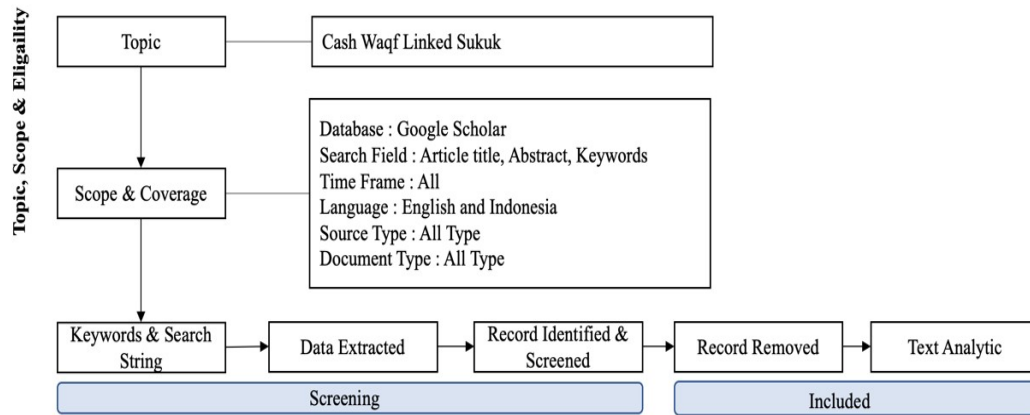 Topic, Scope & Eligaility
Topic
Cash Waqf Linked Sukuk
Scope & Coverage
Database : Google Scholar
Search Field : Article title, Abstract, Keywords
Time Frame : All
Language : English and Indonesia
Source Type : All Type
Document Type : All Type
Keywords & Search
String
Data Extracted
Record Identified &
Screened
Record Removed
Text Analytic
Screening
Included